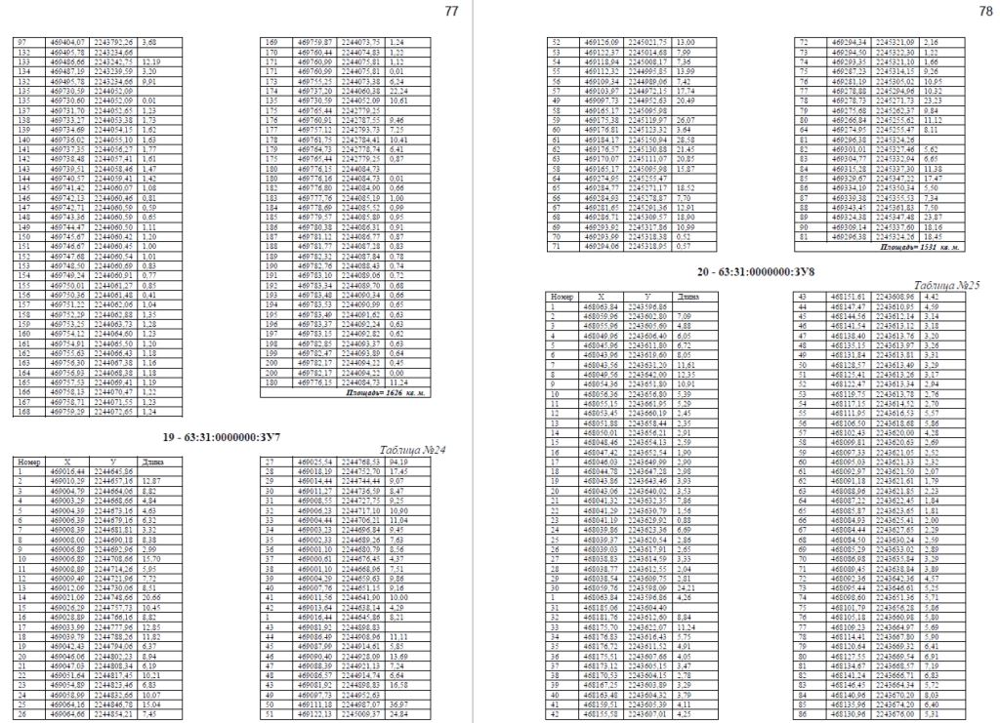 77
97 469404,07 2243792,26 3,68
132 469495,78 2243234,66
133 469486,66 2243242,75 12,19
134 469487,19 2243239,59 3,20
132 469495,78 2243234,66 9,91
135 469730,59 2244052,09
135 469730,60 2244052,09 0,01
137 469731,70 2244052,65 1,23
138 469733,27 2244053,38 1,73
139 469734,69 2244054,15 1,62
140 469736,02 2244055,10 1,63
141 469737,35 2244056,27 1,77
142 469738,48 2244057,41 1,61
143 469739,51 2244058,46 1,47
144 469740,57 2244059,41 1,42
145 469741,42 2244060,07 1,08
146 469742,13 2244060,46 0,81
147 469742,71 2244060,59 0,59
148 469743,36 2244060,59 0,65
149 469744,47 2244060,50 1,11
150 469745,67 2244060,42 1,20
151 469746,67 2244060,45 1,00
152 469747,68 2244060,54 1,01
153 469748,50 2244060,69 0,83
154 469749,24 2244060,91 0,77
155 469750,01 2244061,27 0,85
156 469750,36 2244061,48 0,41
157 469751,22 2244062,06 1,04
158 469752,29 2244062,88 1,35
159 469753,25 2244063,73 1,28
160 469754,12 2244064,60 1,23
161 469754,91 2244065,50 1,20
162 469755,63 2244066,43 1,18
163 469756,30 2244067,38 1,16
164 469756,93 2244068,38 1,18
165 469757,53 2244069,41 1,19
166 469758,13 2244070,47 1,22
167 469758,71 2244071,55 1,23
168 469759,29 2244072,65 1,24
169 469759,87 2244073,75 1,24
170 469760,44 2244074,83 1,22
171 469760,99 2244075,81 1,12
171 469760,99 2244075,81 0,01
173 469755,25 2244073,38 6,24
174 469737,20 2244060,38 22,24
135 469730,59 2244052,09 10,61
175 469765,44 2242779,25
176 469760,91 2242787,55 9,46
177 469757,12 2242793,73 7,25
178 469761,75 2242784,41 10,41
179 469764,73 2242778,74 6,41
175 469765,44 2242779,25 0,87
180 469776,15 2244084,73
180 469776,16 2244084,73 0,01
182 469776,80 2244084,90 0,66
183 469777,76 2244085,19 1,00
184 469778,69 2244085,52 0,99
185 469779,57 2244085,89 0,95
186 469780,38 2244086,31 0,91
187 469781,12 2244086,77 0,87
188 469781,77 2244087,28 0,83
189 469782,32 2244087,84 0,78
190 469782,76 2244088,43 0,74
191 469783,10 2244089,06 0,72
192 469783,34 2244089,70 0,68
193 469783,48 2244090,34 0,66
194 469783,53 2244090,99 0,65
195 469783,49 2244091,62 0,63
196 469783,37 2244092,24 0,63
197 469783,15 2244092,82 0,62
198 469782,85 2244093,37 0,63
199 469782,47 2244093,89 0,64
200 469782,17 2244094,22 0,45
200 469782,17 2244094,22 0,00
180 469776,15 2244084,73 11,24
Площадь= 1626 кв. м.
19 - 63:31:0000000:ЗУ7
Таблица №24
Номер X У Длина
1 469016,44 2244645,86
2 469010,29 2244657,16 12,87
3 469004,79 2244664,06 8,82
4 469003,29 2244668,66 4,84
5 469004,39 2244673,16 4,63
6 469006,39 2244679,16 6,32
7 469008,39 2244681,81 3,32
8 469008,00 2244690,18 8,38
9 469006,89 2244692,96 2,99
10 469006,89 2244708,66 15,70
11 469008,89 2244714,26 5,95
12 469009,49 2244721,96 7,72
13 469012,09 2244730,06 8,51
14 469021,09 2244748,66 20,66
15 469026,29 2244757,73 10,45
16 469028,89 2244766,16 8,82
17 469033,99 2244777,96 12,85
18 469039,79 2244788,26 11,82
19 469042,43 2244794,06 6,37
20 469046,06 2244802,23 8,94
21 469047,03 2244808,34 6,19
22 469051,64 2244817,45 10,21
23 469054,89 2244823,46 6,83
24 469058,99 2244832,66 10,07
25 469064,16 2244846,78 15,04
26 469064,66 2244854,21 7,45
27 469025,54 2244768,53 94,19
28 469018,19 2244752,70 17,45
29 469014,44 2244744,44 9,07
30 469011,27 2244736,59 8,47
31 469008,55 2244727,75 9,25
32 469006,23 2244717,10 10,90
33 469004,44 2244706,21 11,04
34 469003,23 2244696,84 9,45
35 469002,33 2244689,26 7,63
36 469001,10 2244680,79 8,56
37 469000,61 2244676,45 4,37
38 469001,10 2244668,96 7,51
39 469004,29 2244659,63 9,86
40 469007,76 2244651,15 9,16
41 469011,56 2244641,90 10,00
42 469013,64 2244638,14 4,29
1 469016,44 2244645,86 8,21
43 469081,92 2244898,83
44 469086,49 2244908,96 11,11
45 469087,99 2244914,61 5,85
46 469090,40 2244928,09 13,69
47 469088,39 2244921,13 7,24
48 469086,57 2244914,74 6,64
43 469081,92 2244898,83 16,58
49 469097,73 2244952,63
50 469111,18 2244987,07 36,97
51 469122,13 2245009,37 24,84
78
52 469126,09 2245021,75 13,00
53 469122,37 2245014,68 7,99
54 469118,94 2245008,17 7,36
55 469112,32 2244995,85 13,99
56 469109,34 2244989,06 7,42
57 469103,97 2244972,15 17,74
49 469097,73 2244952,63 20,49
58 469165,17 2245095,98
59 469175,38 2245119,97 26,07
60 469176,81 2245123,32 3,64
61 469184,17 2245150,94 28,58
62 469176,57 2245130,88 21,45
63 469170,07 2245111,07 20,85
58 469165,17 2245095,98 15,87
64 469274,95 2245255,47
65 469284,77 2245271,17 18,52
66 469284,93 2245278,87 7,70
67 469281,65 2245291,36 12,91
68 469286,71 2245309,57 18,90
69 469293,92 2245317,86 10,99
70 469293,99 2245318,38 0,52
71 469294,06 2245318,95 0,57
72 469294,34 2245321,09 2,16
73 469294,50 2245322,30 1,22
74 469293,35 2245321,10 1,66
75 469287,23 2245314,15 9,26
76 469281,19 2245305,02 10,95
77 469278,88 2245294,96 10,32
78 469278,73 2245271,73 23,23
79 469275,68 2245262,37 9,84
80 469266,84 2245255,62 11,12
64 469274,95 2245255,47 8,11
81 469296,38 2245324,26
82 469301,01 2245327,46 5,62
83 469304,77 2245332,94 6,65
84 469315,28 2245337,30 11,38
85 469329,67 2245347,22 17,47
86 469334,19 2245350,34 5,50
87 469339,38 2245355,53 7,34
88 469343,45 2245361,83 7,50
89 469324,38 2245347,48 23,87
90 469309,14 2245337,60 18,16
81 469296,38 2245324,26 18,45
Площадь= 1531 кв. м.
20 - 63:31:0000000:ЗУ8
Таблица №25
Номер X У Длина
1 468063,84 2243596,86
2 468059,96 2243602,80 7,09
3 468055,96 2243605,60 4,88
4 468049,96 2243606,40 6,05
5 468045,96 2243611,80 6,72
6 468043,96 2243619,60 8,05
7 468043,56 2243631,20 11,61
8 468049,56 2243642,00 12,35
9 468054,36 2243651,80 10,91
10 468056,36 2243656,80 5,39
11 468055,15 2243661,95 5,29
12 468053,45 2243660,19 2,45
13 468051,88 2243658,44 2,35
14 468050,01 2243656,21 2,91
15 468048,46 2243654,13 2,59
16 468047,42 2243652,54 1,90
17 468046,03 2243649,99 2,90
18 468044,78 2243647,28 2,98
19 468043,86 2243643,46 3,93
20 468043,06 2243640,02 3,53
21 468041,32 2243632,35 7,86
22 468041,29 2243630,79 1,56
23 468041,19 2243629,92 0,88
24 468039,86 2243623,36 6,69
25 468039,37 2243620,54 2,86
26 468039,03 2243617,91 2,65
27 468038,83 2243614,59 3,33
28 468038,77 2243612,55 2,04
29 468038,54 2243609,75 2,81
30 468059,76 2243598,09 24,21
1 468063,84 2243596,86 4,26
31 468185,06 2243604,40
32 468181,76 2243612,60 8,84
33 468175,70 2243622,07 11,24
34 468176,83 2243616,43 5,75
35 468176,72 2243611,52 4,91
36 468175,51 2243607,66 4,05
37 468173,12 2243605,15 3,47
38 468170,53 2243604,15 2,78
39 468167,25 2243603,89 3,29
40 468163,48 2243604,32 3,79
41 468159,51 2243605,39 4,11
42 468155,58 2243607,01 4,25
43 468151,61 2243608,96 4,42
44 468147,47 2243610,95 4,59
45 468144,56 2243612,14 3,14
46 468141,54 2243613,12 3,18
47 468138,40 2243613,76 3,20
48 468135,15 2243613,97 3,26
49 468131,84 2243613,81 3,31
50 468128,57 2243613,49 3,29
51 468125,41 2243613,26 3,17
52 468122,47 2243613,34 2,94
53 468119,75 2243613,78 2,76
54 468117,15 2243614,52 2,70
55 468111,95 2243616,53 5,57
56 468106,50 2243618,68 5,86
57 468102,43 2243620,00 4,28
58 468099,81 2243620,63 2,69
59 468097,33 2243621,05 2,52
60 468095,03 2243621,33 2,32
61 468092,97 2243621,50 2,07
62 468091,18 2243621,61 1,79
63 468088,96 2243621,85 2,23
64 468087,22 2243622,45 1,84
65 468085,87 2243623,65 1,81
66 468084,93 2243625,41 2,00
67 468084,44 2243627,65 2,29
68 468084,50 2243630,24 2,59
69 468085,29 2243633,02 2,89
70 468086,98 2243635,84 3,29
71 468089,45 2243638,84 3,89
72 468092,36 2243642,36 4,57
73 468095,44 2243646,61 5,25
74 468098,60 2243651,36 5,71
75 468101,79 2243656,28 5,86
76 468105,18 2243660,98 5,80
77 468109,23 2243664,97 5,69
78 468114,41 2243667,80 5,90
79 468120,64 2243669,32 6,41
80 468127,55 2243669,54 6,91
81 468134,67 2243668,57 7,19
82 468141,24 2243666,71 6,83
83 468146,45 2243664,34 5,72
84 468140,96 2243670,20 8,03
85 468135,96 2243674,20 6,40
86 468130,96 2243676,00 5,31